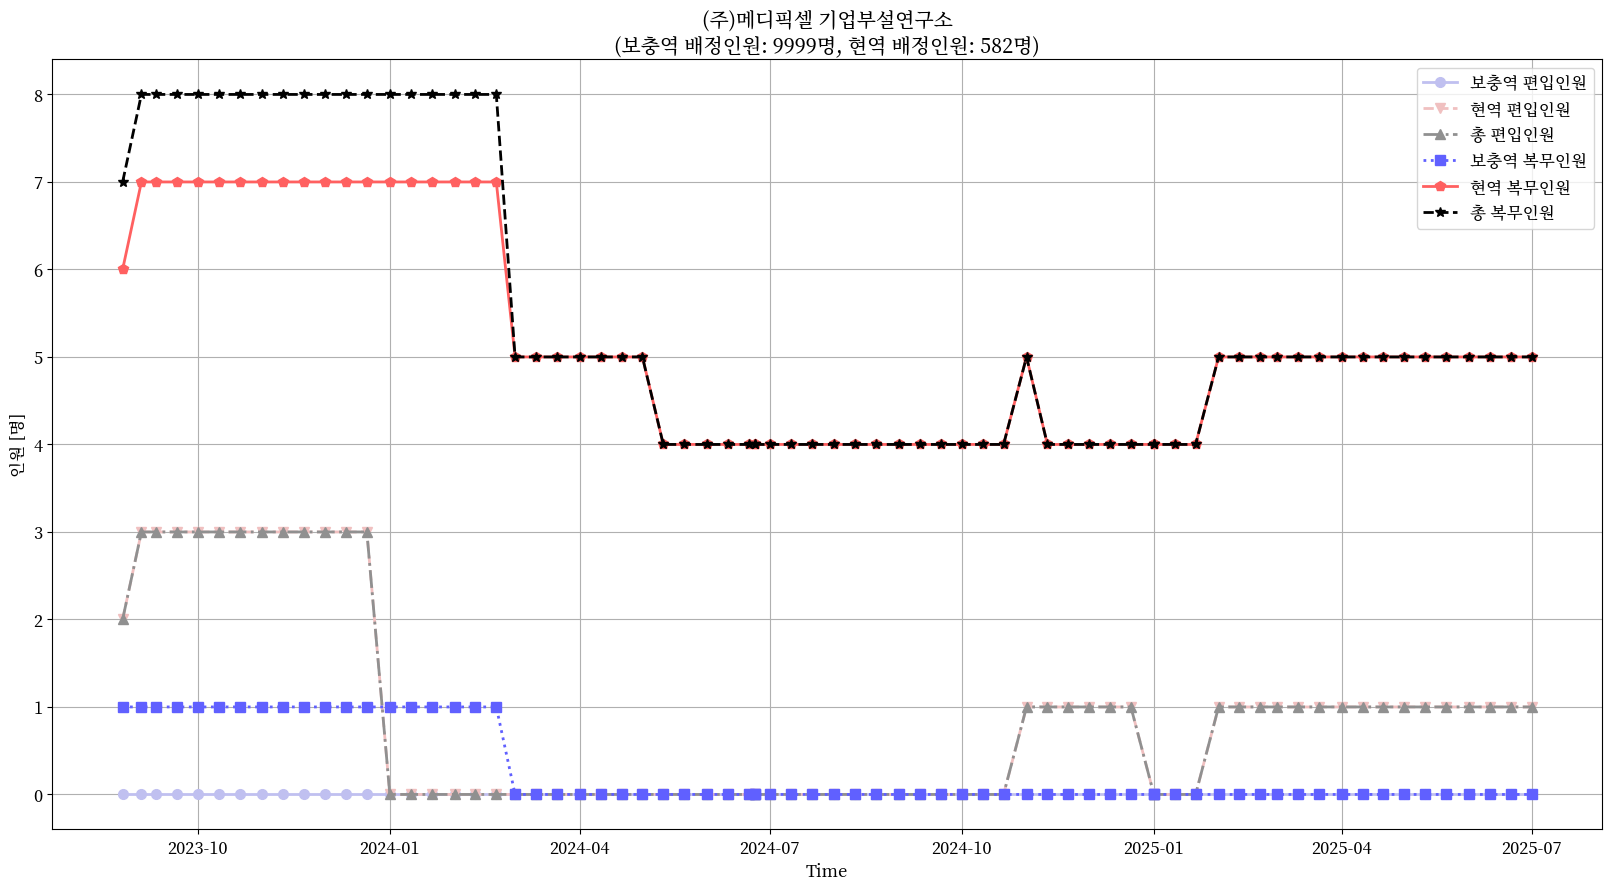 (주)메디픽셀 기업부설연구소
(보충역 배정인원: 9999명, 현역 배정인원: 582명)
보충역 편입인원
현역 편입인원
총 편입인원
보충역 복무인원
현역 복무인원
총 복무인원
인원 [명]
8
7
6
5
4
3
2
1
0
2023-10
2024-01
2024-04
2024-07
2024-10
2025-01
2025-04
2025-07
Time